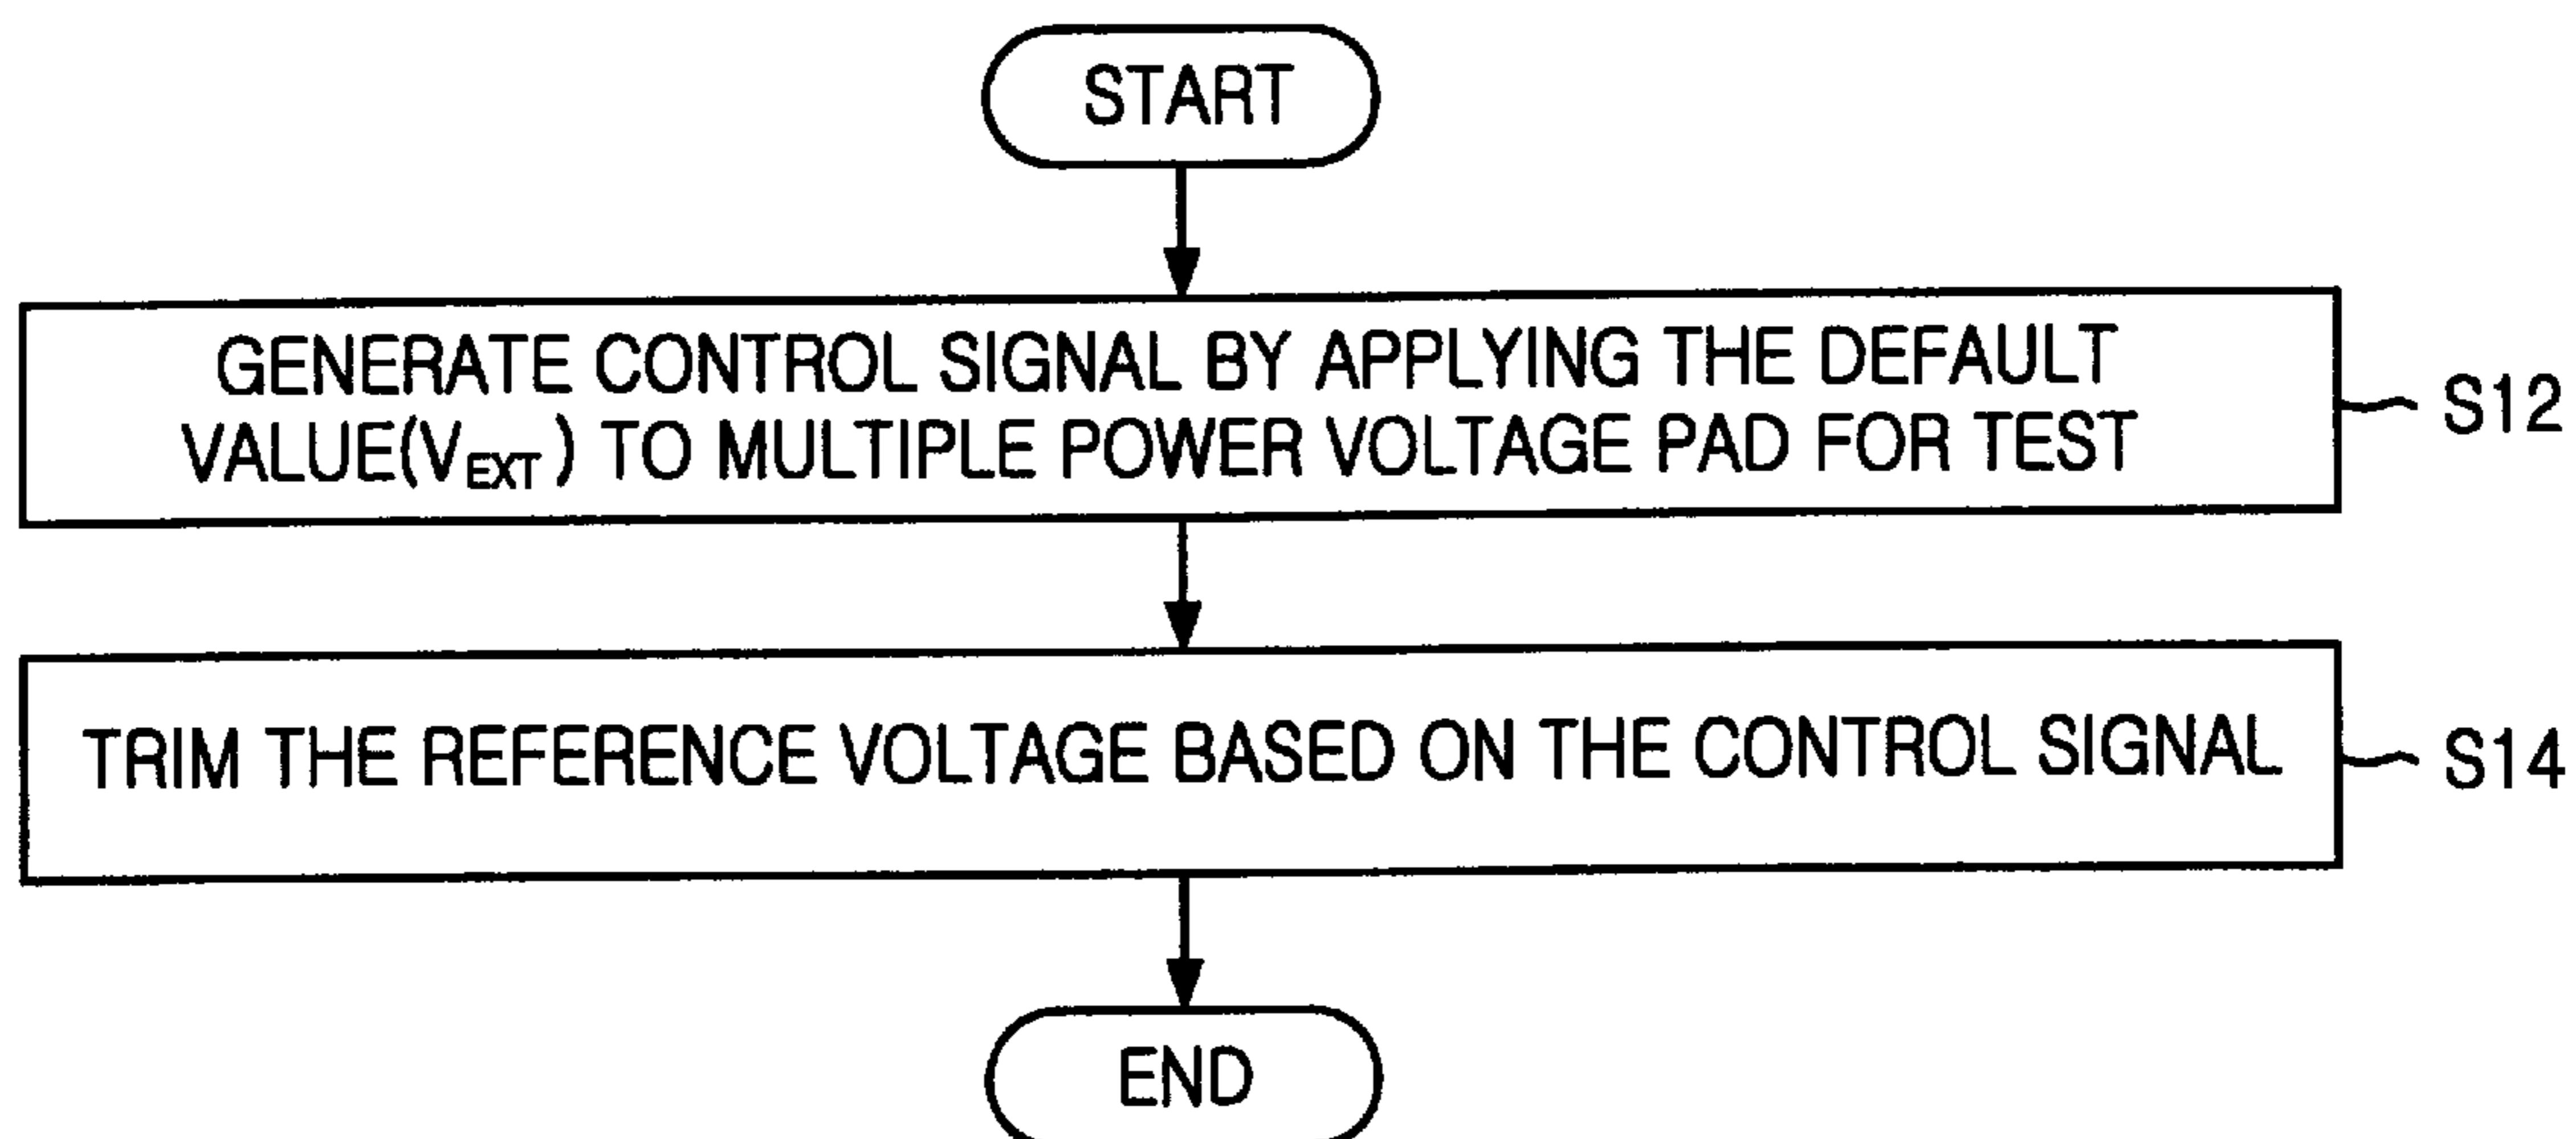 START
GENERATE CONTROL SIGNAL BY APPLYING THE DEFAULT
VALUE(VEXT) TO MULTIPLE POWER VOLTAGE PAD FOR TEST
S12
TRIM THE REFERENCE VOLTAGE BASED ON THE CONTROL SIGNAL
S14
END